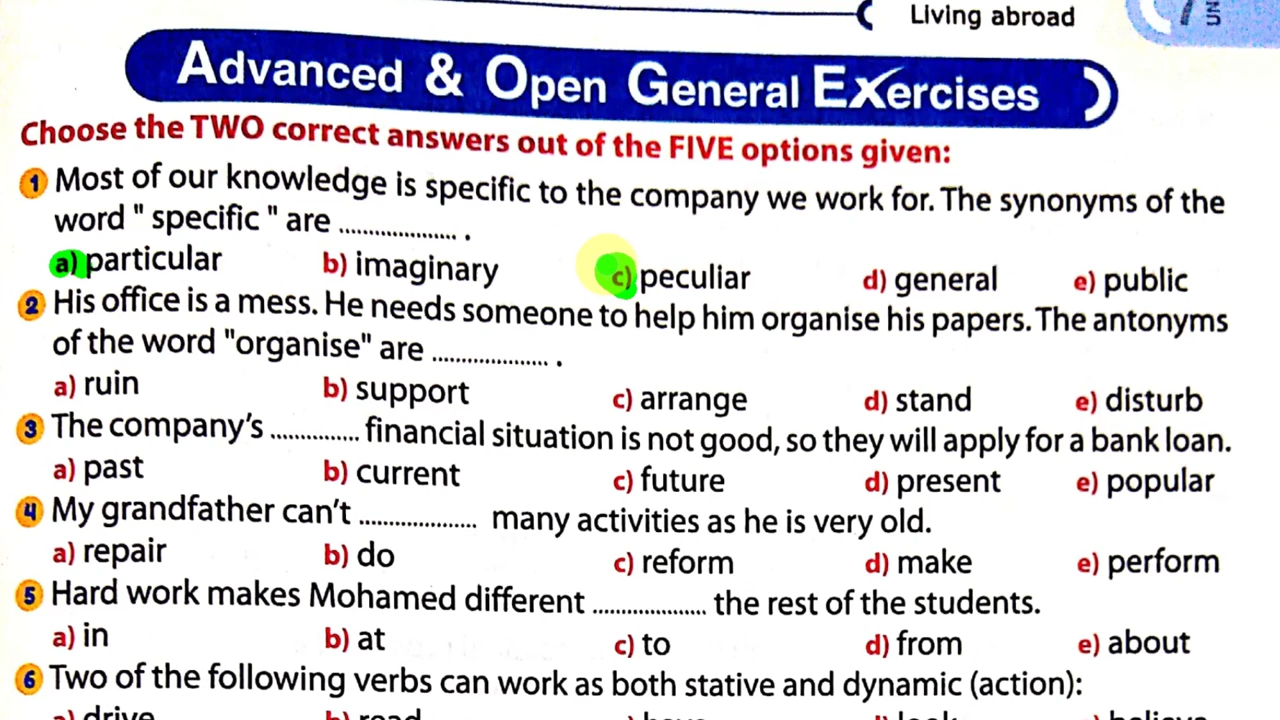 Living abroad
7
UN
Advanced & Open General Exercises
Choose the TWO correct answers out of the FIVE options given:
1 Most of our knowledge is specific to the company we work for. The synonyms of the
word " specific " are .................... .
a) particular b) imaginary c) peculiar d) general e) public
2 His office is a mess. He needs someone to help him organise his papers. The antonyms
of the word "organise" are .................... .
a) ruin b) support c) arrange d) stand e) disturb
3 The company's ............... financial situation is not good, so they will apply for a bank loan.
a) past b) current c) future d) present e) popular
4 My grandfather can't .................... many activities as he is very old.
a) repair b) do c) reform d) make e) perform
5 Hard work makes Mohamed different .................... the rest of the students.
a) in b) at c) to d) from e) about
6 Two of the following verbs can work as both stative and dynamic (action):
a) drive b) read c) have d) look e) believe